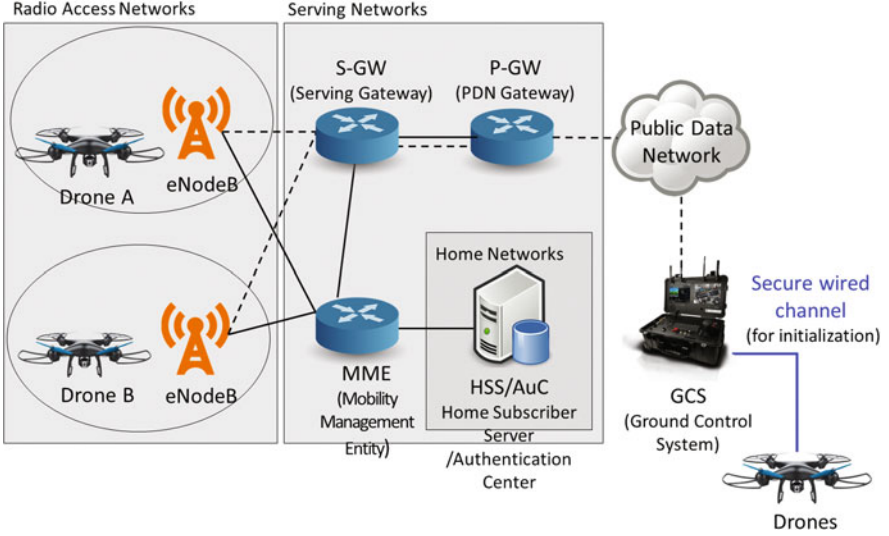 Radio Access Networks
Serving Networks
S-GW
(Serving Gateway)
P-GW
(PDN Gateway)
Public Data
Network
Drone A
eNodeB
Home Networks
Secure wired
channel
(for initialization)
Drone B
eNodeB
MME
(Mobility
Management
Entity)
HSS/AuC
Home Subscriber
Server
/Authentication
Center
GCS
(Ground Control
System)
Drones